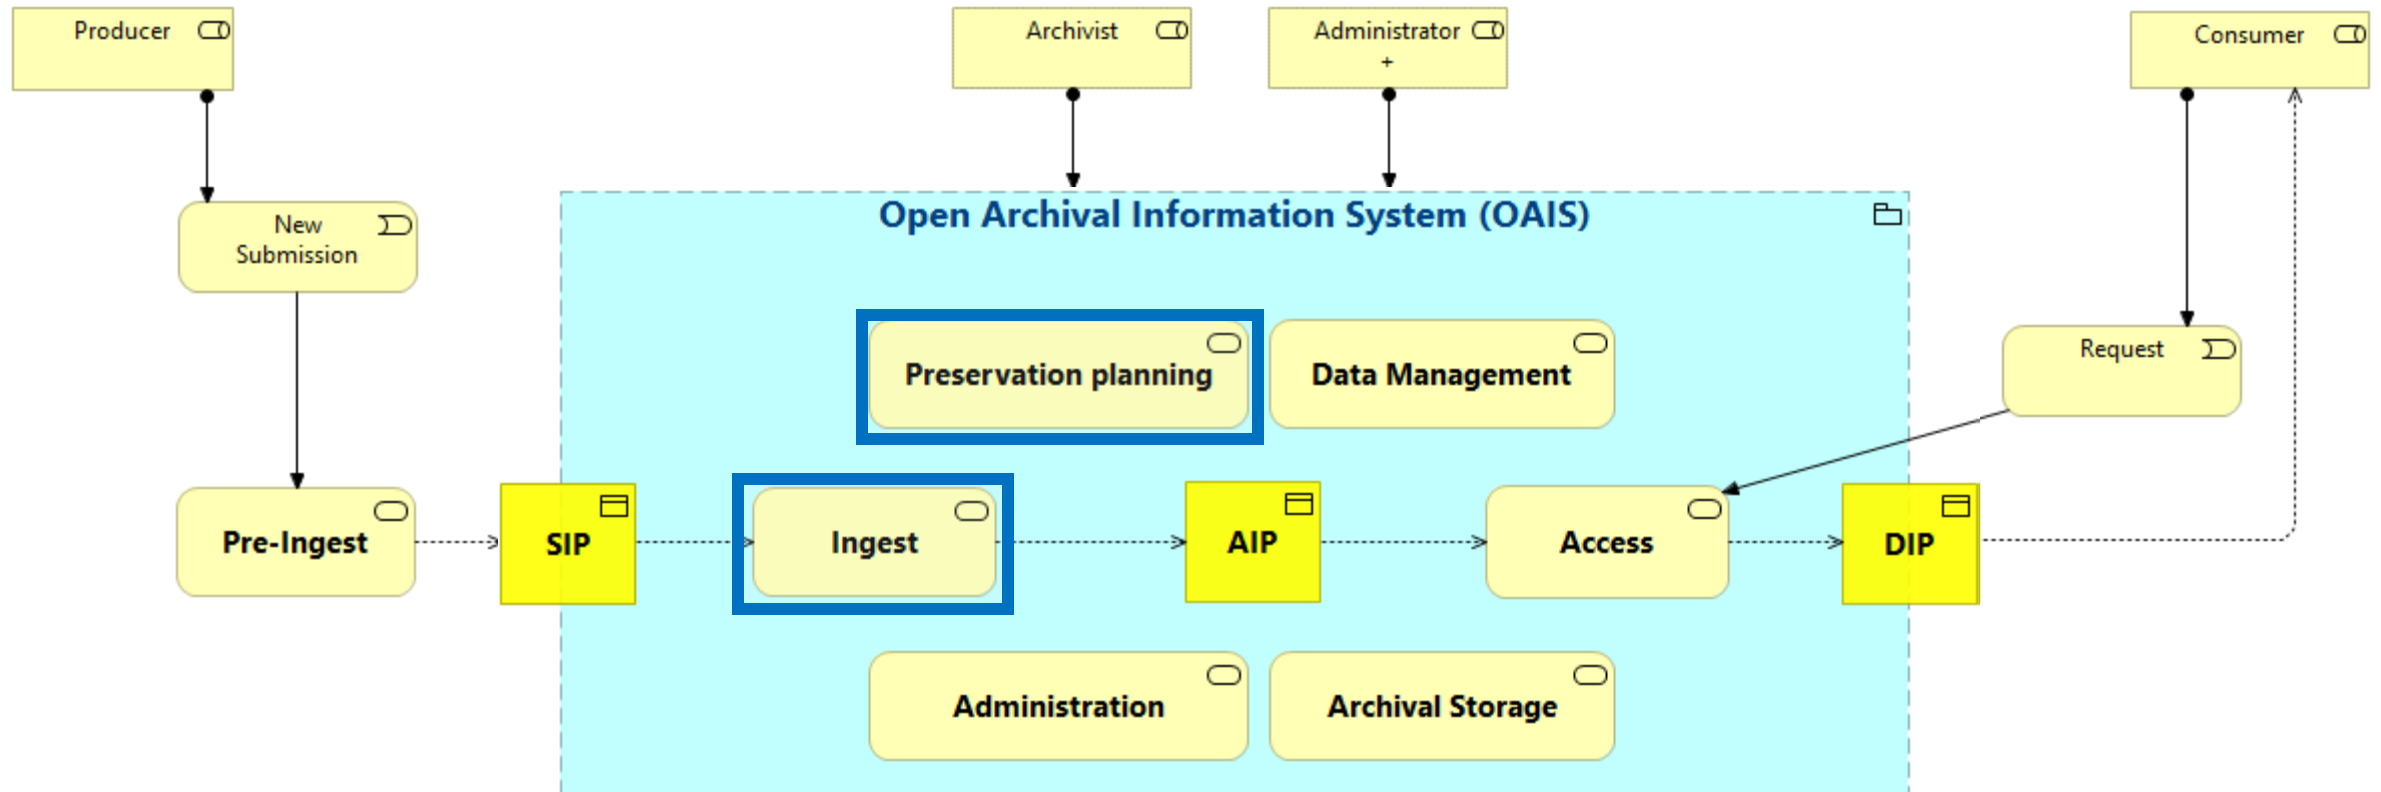 Producer
Archivist
Administrator
+
Consumer
New
Submission
Open Archival Information System (OAIS)
Preservation planning
Data Management
Request
Pre-Ingest
SIP
Ingest
AIP
Access
DIP
Administration
Archival Storage